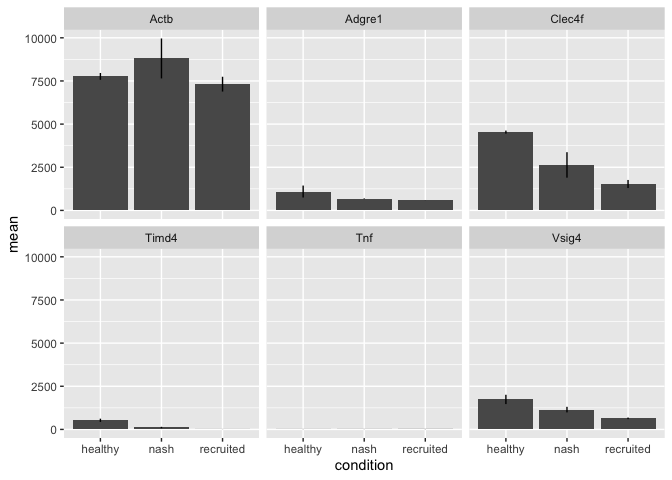 Actb Adgre1 Clec4f
10000
7500
5000
2500
0
mean
Timd4 Tnf Vsig4
10000
7500
5000
2500
0
healthy nash recruited healthy nash recruited healthy nash recruited
condition